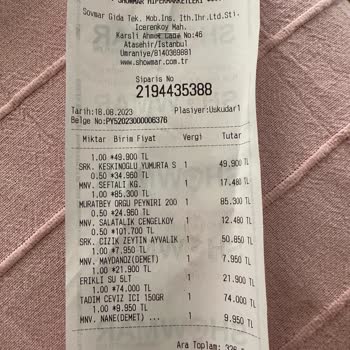 SHOWMAR HIPERMARKETLERI
Sovmar Gida Tek. Mob.Ins. Ith.Ihr.Ltd.Sti.
Icerenkoy Mah.
Karsli Ahmet Cade No:46
Atasehir/Istanbul
Umraniye/8140369881
www.showmar.com.tr
Siparis No
2194435388
Tarih:18.08.2023 Plasiyer:Uskudar1
Belge No:PY52023000006376
Miktar Birim Fiyat Vergi Tutar
1.00 *49.900 TL
SRK. KESKINOGLU YUMURTA S 1 49.900 TL
0.50 *34.960 TL
MNV. SEFTALI KG. 1 17.480 TL
1.00 *85.300 TL
MURATBEY ORGU PEYNIRI 200 1 85.300 TL
0.50 *24.960 TL
MNV. SALATALIK CENGELKOY 1 12.480 TL
0.50 *101.700 TL
SRK. CIZIK ZEYTIN AYVALIK 1 50.850 TL
1.00 *7.950 TL
MNV. MAYDANOZ(DEMET) 1 7.950 TL
1.00 *21.900 TL
ERIKLI SU 5LT 1 21.900 TL
1.00 *74.000 TL
TADIM CEVIZ ICI 150GR 1 74.000 TL
1.00 *9.950 TL
MNV. NANE(DEMET) ... 1 9.950 TL
Ara Toplam: